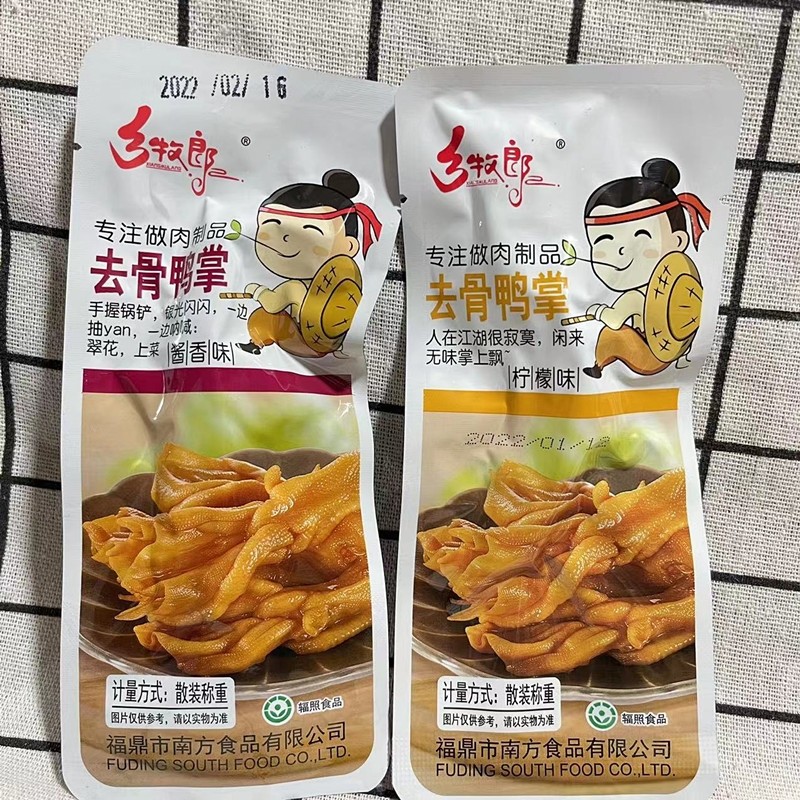 2022/02/16
乡牧郎®
XIANGMULANG
专注做肉制品
去骨鸭掌
手握锅铲，银光闪闪，一边
抽yan，一边呐喊：
翠花，上菜
酱香味
计量方式：散装称重
图片仅供参考，请以实物为准
辐照食品
福鼎市南方食品有限公司
FUDING SOUTH FOOD CO.,LTD.
乡牧郎®
专注做肉制品
去骨鸭掌
人在江湖很寂寞，闲来
无味掌上飘~
柠檬味
2022/01/12
计量方式：散装称重
图片仅供参考，请以实物为准
辐照食品
福鼎市南方食品有限公司
FUDING SOUTH FOOD CO.,LTD.